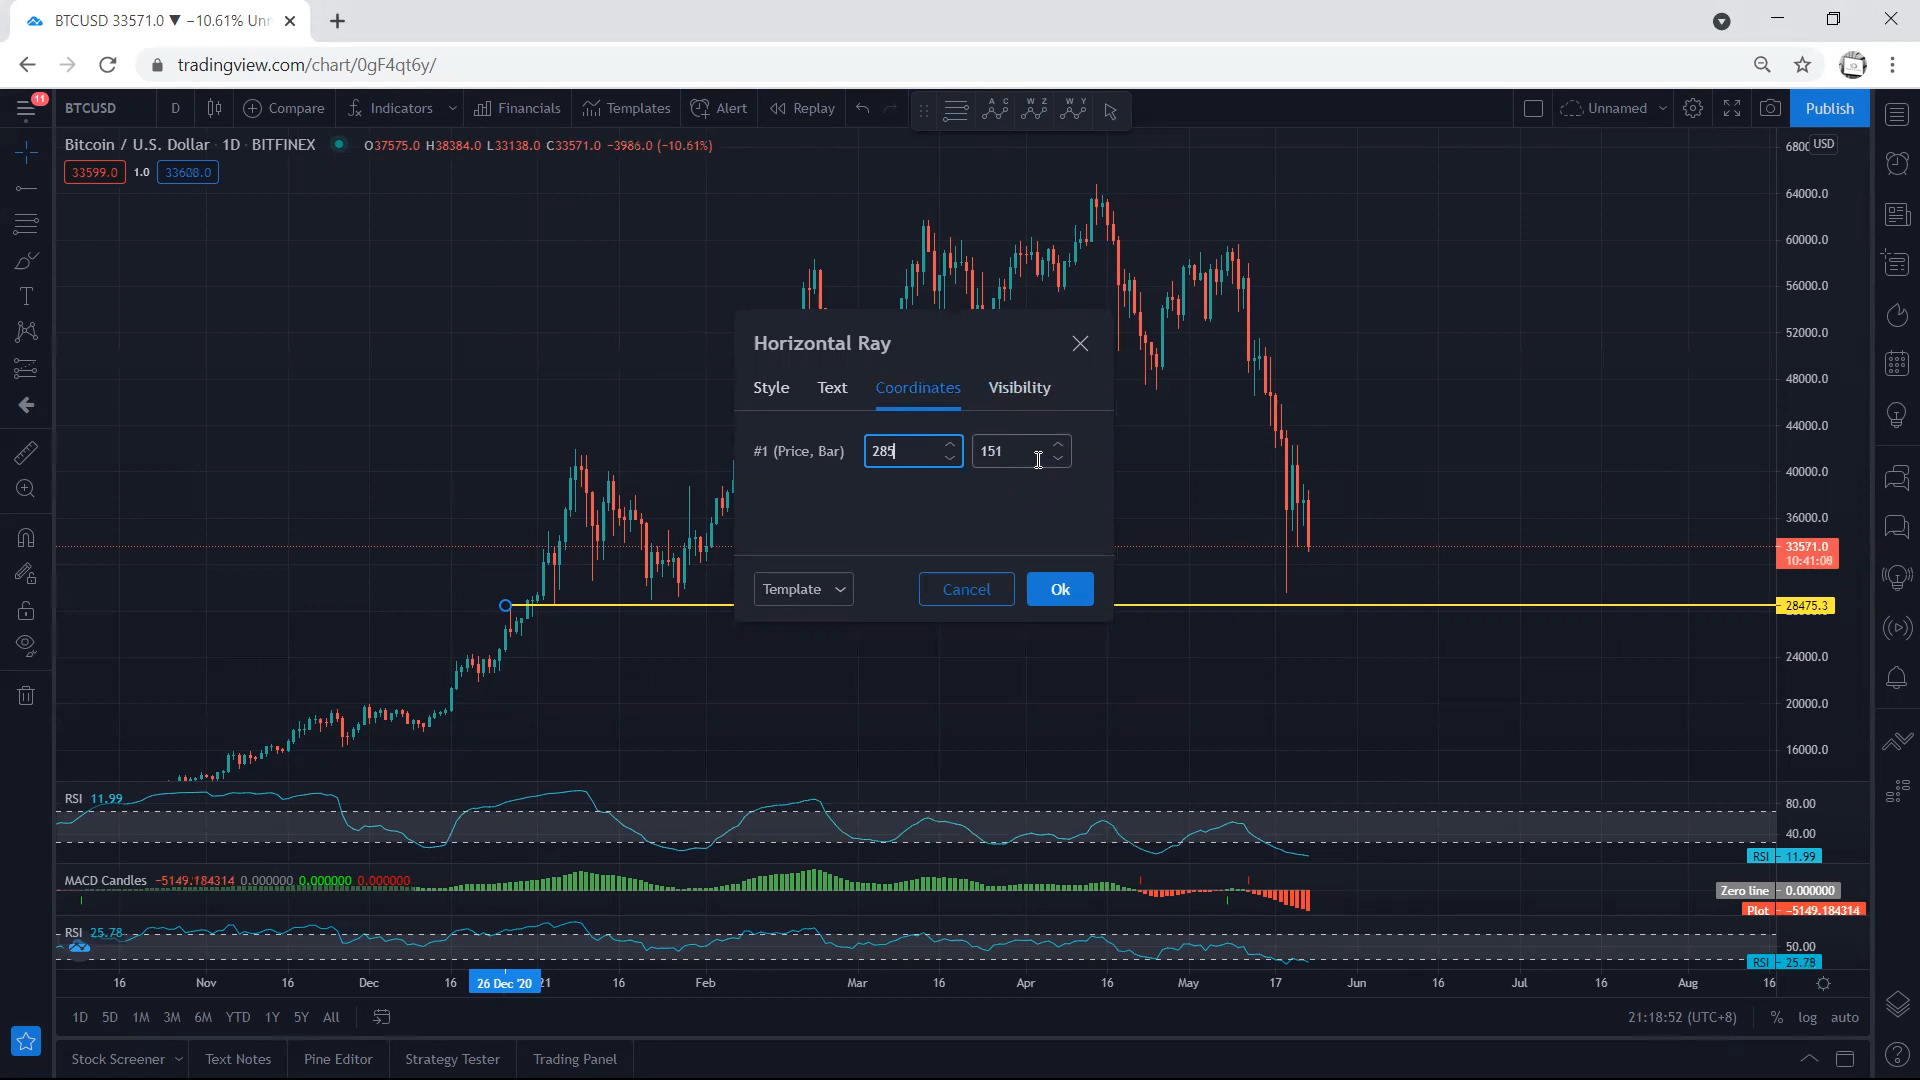 BTCUSD 33571.0 ▼ −10.61% Unn
tradingview.com/chart/0gF4qt6y/
11
BTCUSD D Compare Indicators Financials Templates Alert Replay Unnamed Publish
A C W Z W Y
Bitcoin / U.S. Dollar · 1D · BITFINEX O37575.0 H38384.0 L33138.0 C33571.0 −3986.0 (−10.61%)
33599.0 1.0 33608.0
USD
6800
64000.0
60000.0
56000.0
52000.0
48000.0
44000.0
40000.0
36000.0
33571.0
10:41:08
28475.3
24000.0
20000.0
16000.0
Horizontal Ray
Style Text Coordinates Visibility
#1 (Price, Bar) 285 151
Template Cancel Ok
RSI 11.99
80.00
40.00
RSI 11.99
MACD Candles −5149.184314 0.000000 0.000000 0.000000
Zero line 0.000000
Plot −5149.184314
RSI 25.78
50.00
RSI 25.78
16 Nov 16 Dec 16 26 Dec '20 21 16 Feb Mar 16 Apr 16 May 17 Jun 16 Jul 16 Aug 16
1D 5D 1M 3M 6M YTD 1Y 5Y All 21:18:52 (UTC+8) % log auto
Stock Screener Text Notes Pine Editor Strategy Tester Trading Panel